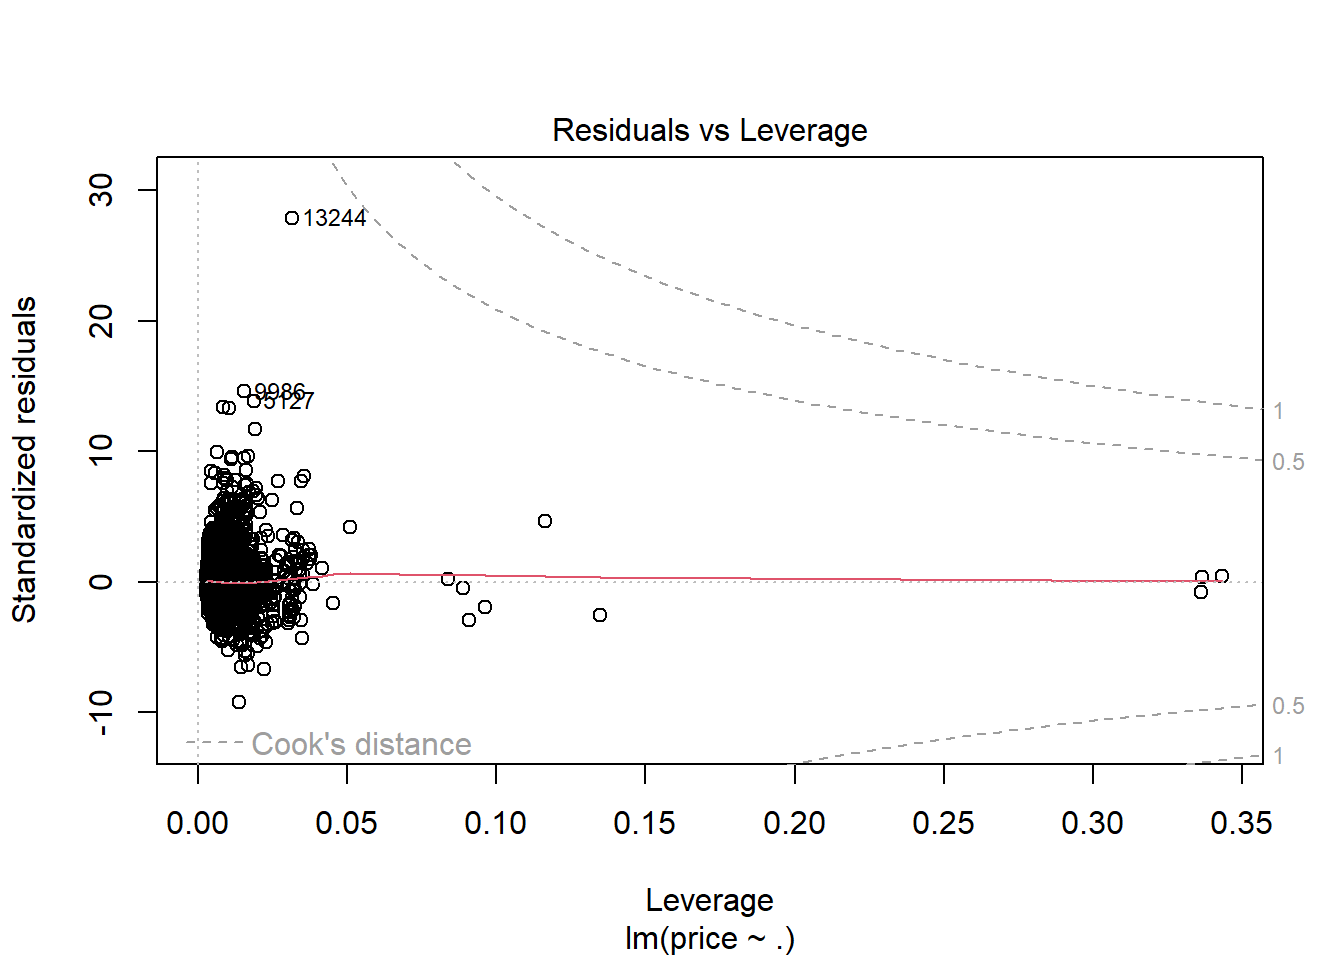 Residuals vs Leverage
Standardized residuals
30
20
10
0
-10
13244
9986
5127
1
0.5
0.5
1
Cook's distance
0.00 0.05 0.10 0.15 0.20 0.25 0.30 0.35
Leverage
lm(price ~ .)